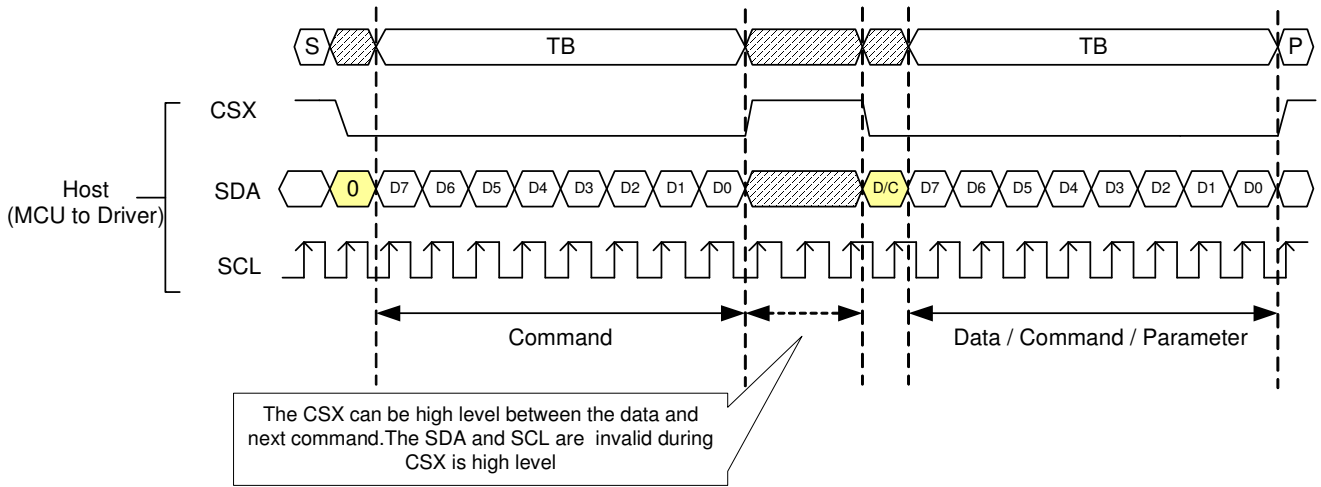 S TB TB P
CSX
Host
(MCU to Driver)
SDA 0 D7 D6 D5 D4 D3 D2 D1 D0 D/C D7 D6 D5 D4 D3 D2 D1 D0
SCL
Command Data / Command / Parameter
The CSX can be high level between the data and
next command.The SDA and SCL are invalid during
CSX is high level